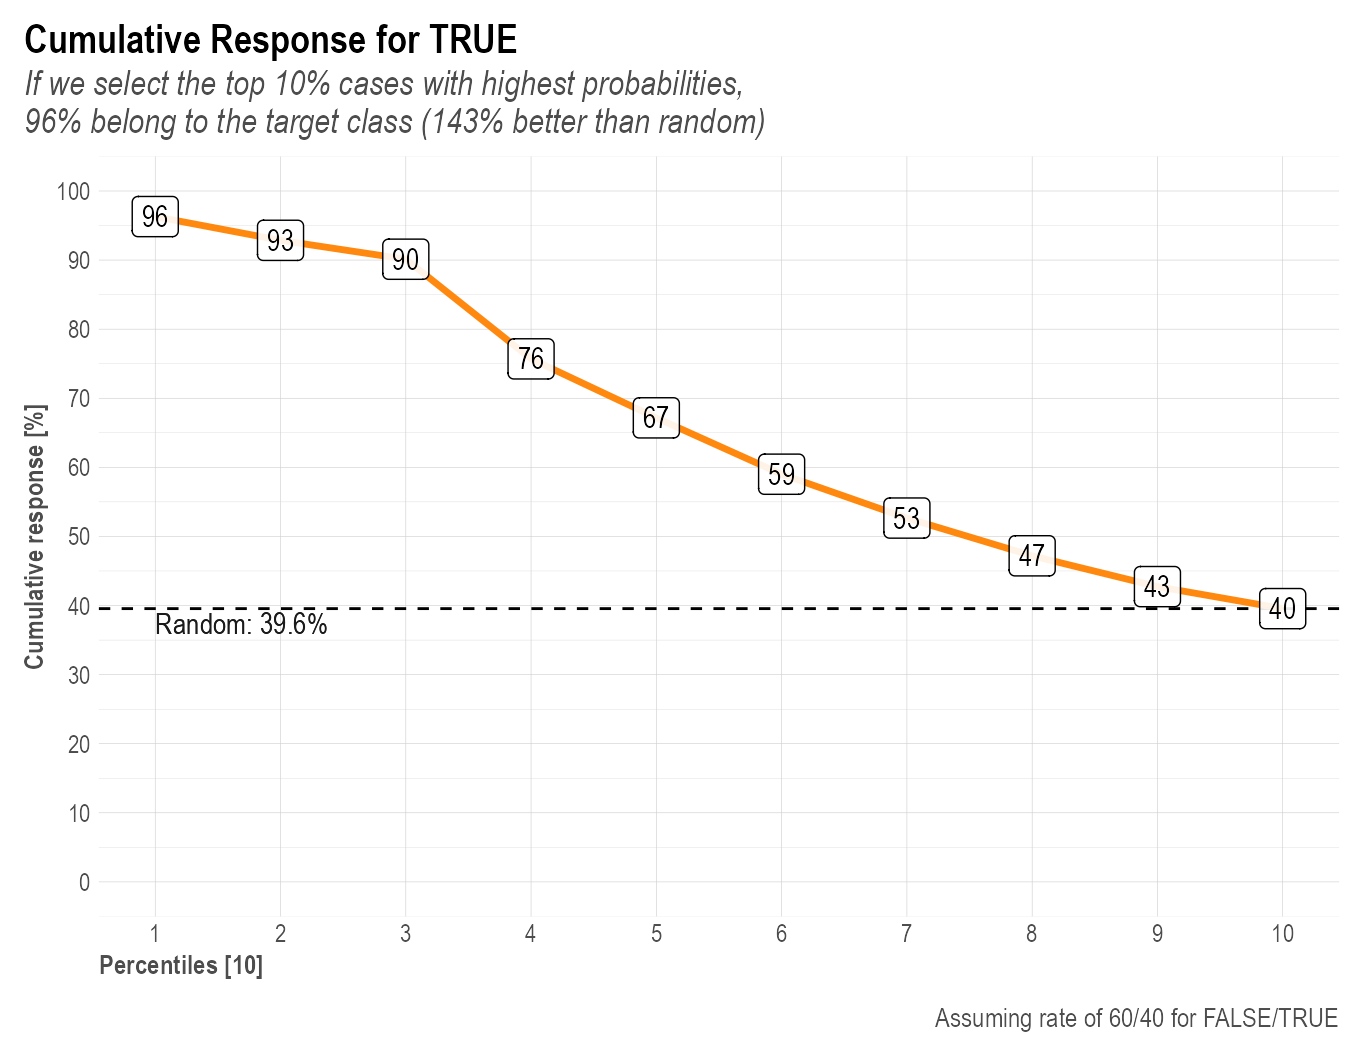 Cumulative Response for TRUE
If we select the top 10% cases with highest probabilities,
96% belong to the target class (143% better than random)
Cumulative response [%]
100
90
80
70
60
50
40
30
20
10
0
96
93
90
76
67
59
53
47
43
40
Random: 39.6%
1 2 3 4 5 6 7 8 9 10
Percentiles [10]
Assuming rate of 60/40 for FALSE/TRUE